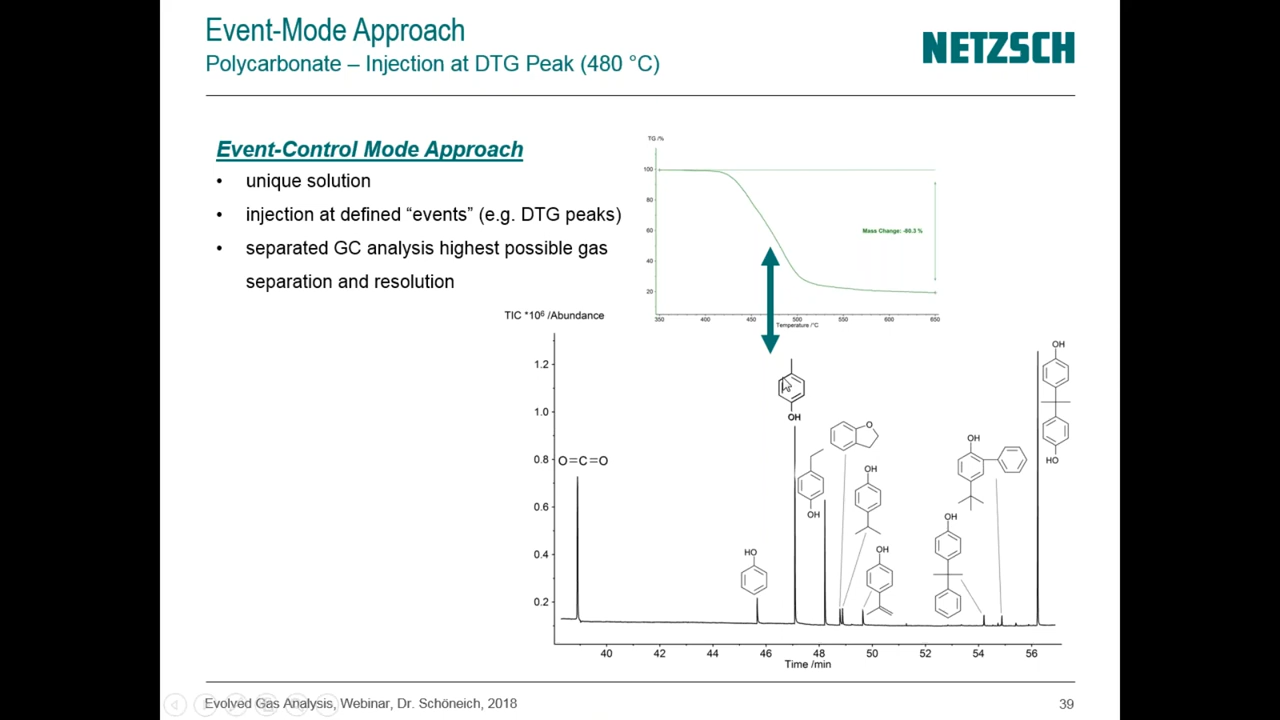 Event-Mode Approach
Polycarbonate – Injection at DTG Peak (480 °C)
NETZSCH
Event-Control Mode Approach
• unique solution
• injection at defined “events” (e.g. DTG peaks)
• separated GC analysis highest possible gas
separation and resolution
TG /%
100
80
60
40
20
Mass Change: -80.3 %
350 400 450 500 550 600 650
Temperature /°C
TIC *10⁶ /Abundance
1.2
1.0
0.8
0.6
0.4
0.2
O=C=O
HO
OH
OH
O
OH
OH
OH
OH
OH
HO
40 42 44 46 48 50 52 54 56
Time /min
Evolved Gas Analysis, Webinar, Dr. Schöneich, 2018
39